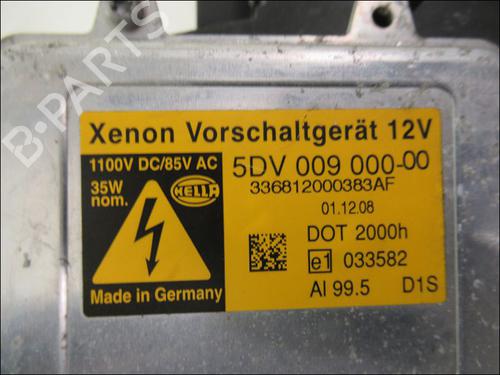 B-PARTS
Xenon Vorschaltgerät 12V
1100V DC/85V AC
35W
nom.
HELLA
Made in Germany
5DV 009 000-00
336812000383AF
01.12.08
DOT 2000h
e1 033582
Al 99.5 D1S